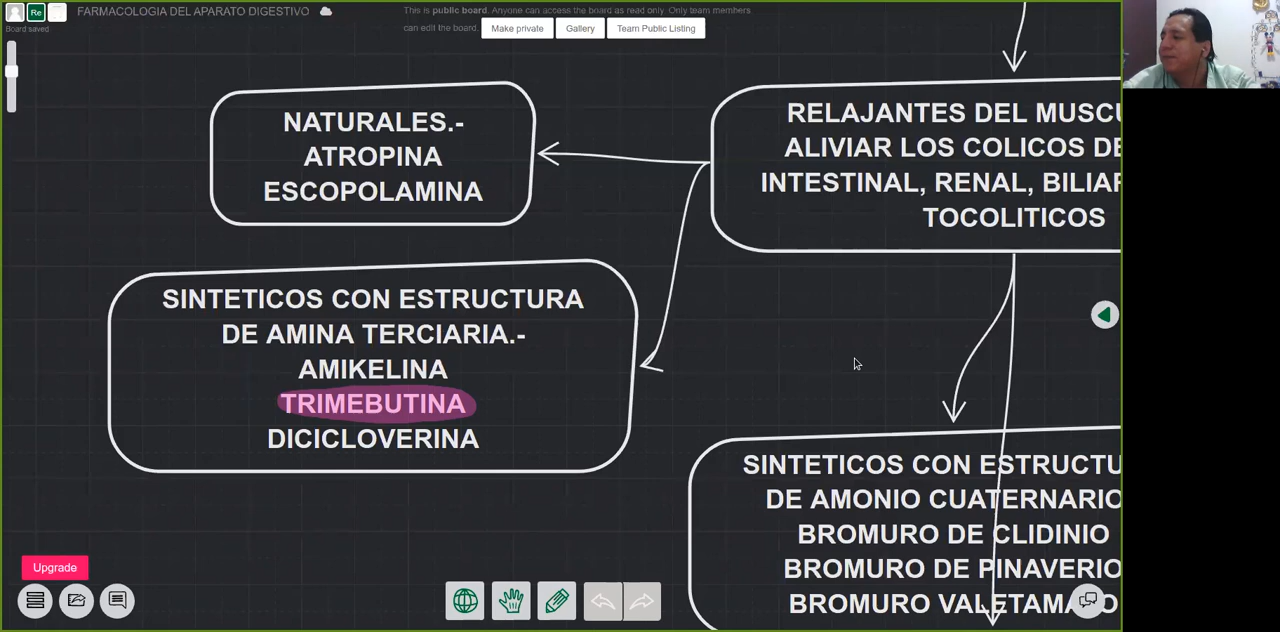 Re
FARMACOLOGIA DEL APARATO DIGESTIVO
Board saved
This is public board. Anyone can access the board as read only. Only team members
can edit the board.
Make private
Gallery
Team Public Listing
NATURALES.-
ATROPINA
ESCOPOLAMINA
RELAJANTES DEL MUSCU
ALIVIAR LOS COLICOS DE
INTESTINAL, RENAL, BILIAR
TOCOLITICOS
SINTETICOS CON ESTRUCTURA
DE AMINA TERCIARIA.-
AMIKELINA
TRIMEBUTINA
DICICLOVERINA
SINTETICOS CON ESTRUCTU
DE AMONIO CUATERNARIO
BROMURO DE CLIDINIO
BROMURO DE PINAVERIO
BROMURO VALETAMA
Upgrade